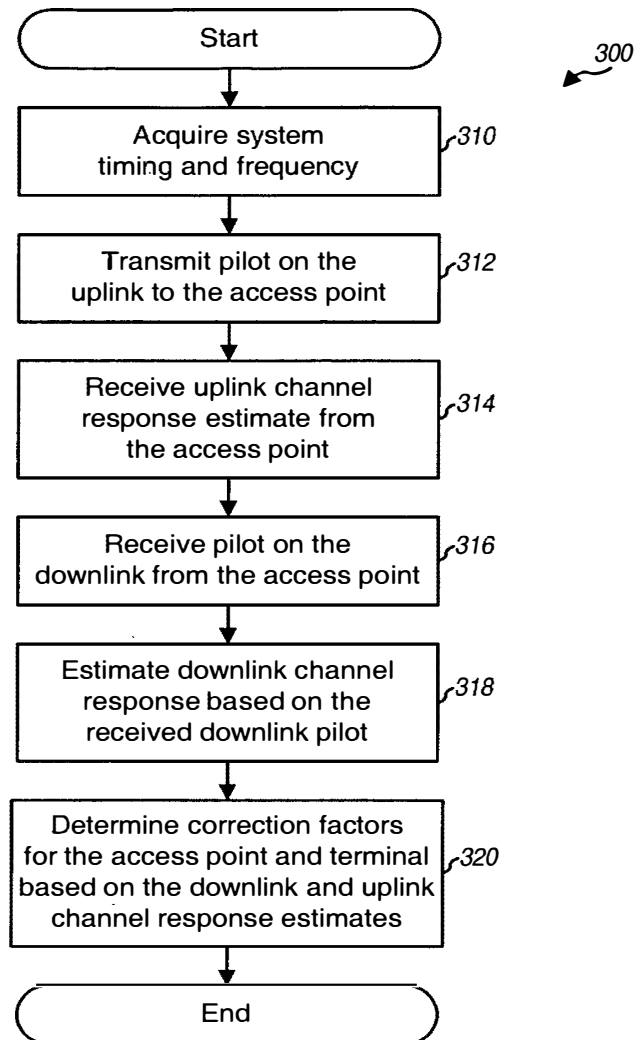 Start
300
Acquire system
timing and frequency
310
Transmit pilot on the
uplink to the access point
312
Receive uplink channel
response estimate from
the access point
314
Receive pilot on the
downlink from the access point
316
Estimate downlink channel
response based on the
received downlink pilot
318
Determine correction factors
for the access point and terminal
based on the downlink and uplink
channel response estimates
320
End